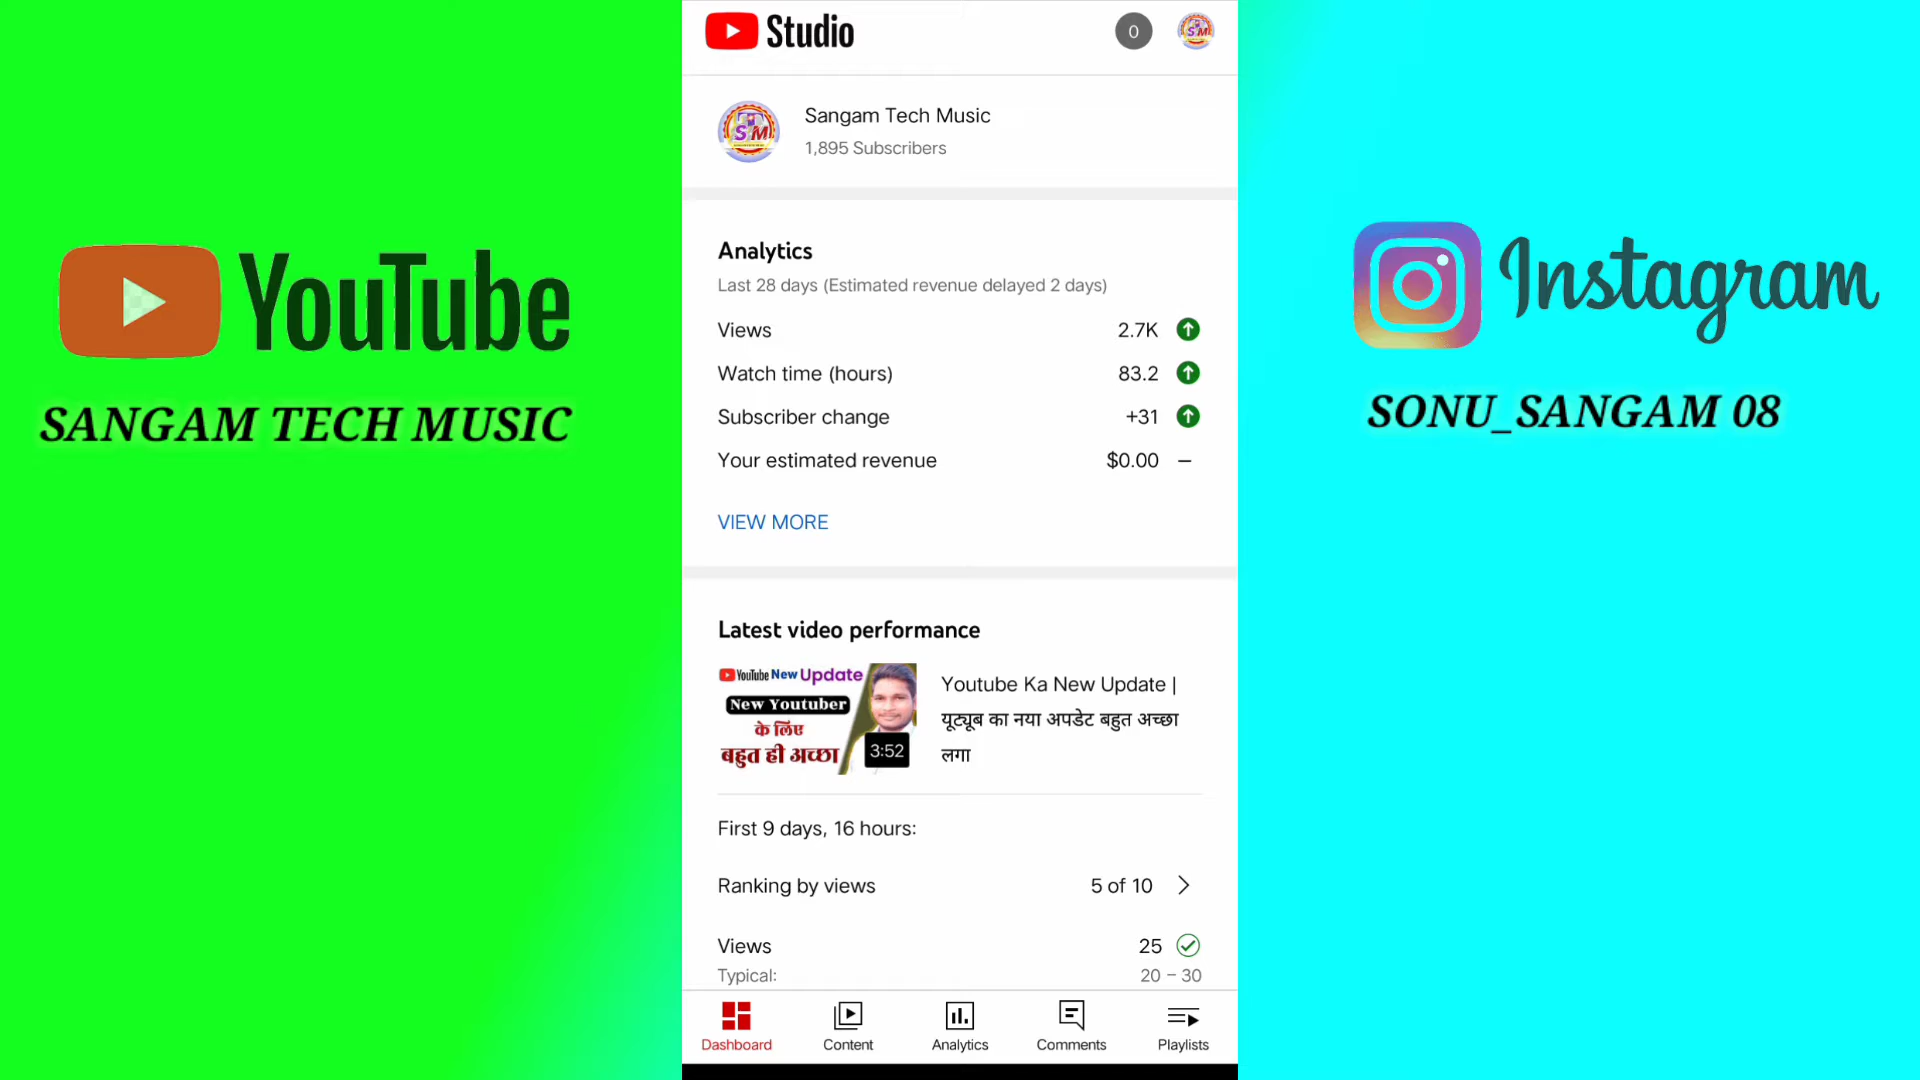 Studio
0
STM
Sangam Tech Music
1,895 Subscribers
Analytics
Last 28 days (Estimated revenue delayed 2 days)
Views 2.7K
Watch time (hours) 83.2
Subscriber change +31
Your estimated revenue $0.00 –
VIEW MORE
Latest video performance
YouTube New Update
New Youtuber
के लिए
बहुत ही अच्छा
3:52
Youtube Ka New Update |
यूट्यूब का नया अपडेट बहुत अच्छा
लगा
First 9 days, 16 hours:
Ranking by views 5 of 10
Views 25
Typical: 20 – 30
Dashboard Content Analytics Comments Playlists
YouTube
SANGAM TECH MUSIC
Instagram
SONU_SANGAM 08